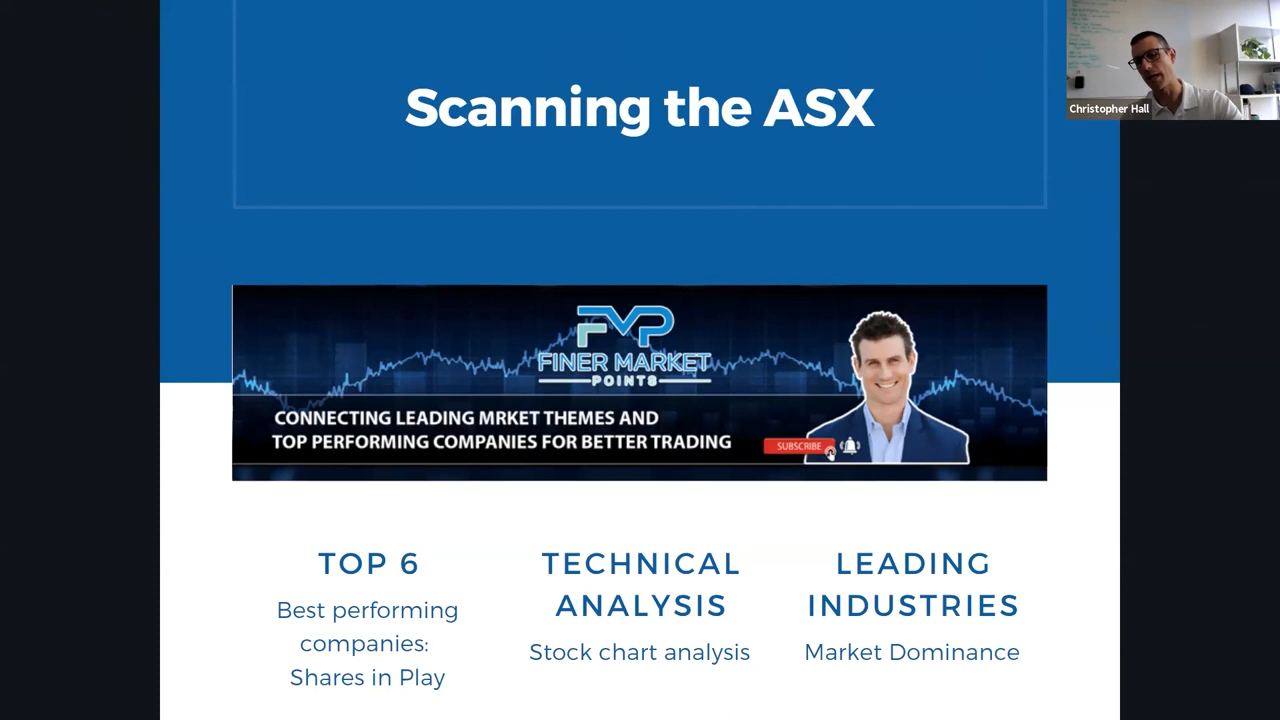 Scanning the ASX
Christopher Hall
FMP
FINER MARKET
POINTS
CONNECTING LEADING MRKET THEMES AND
TOP PERFORMING COMPANIES FOR BETTER TRADING
SUBSCRIBE
TOP 6
Best performing
companies:
Shares in Play
TECHNICAL
ANALYSIS
Stock chart analysis
LEADING
INDUSTRIES
Market Dominance